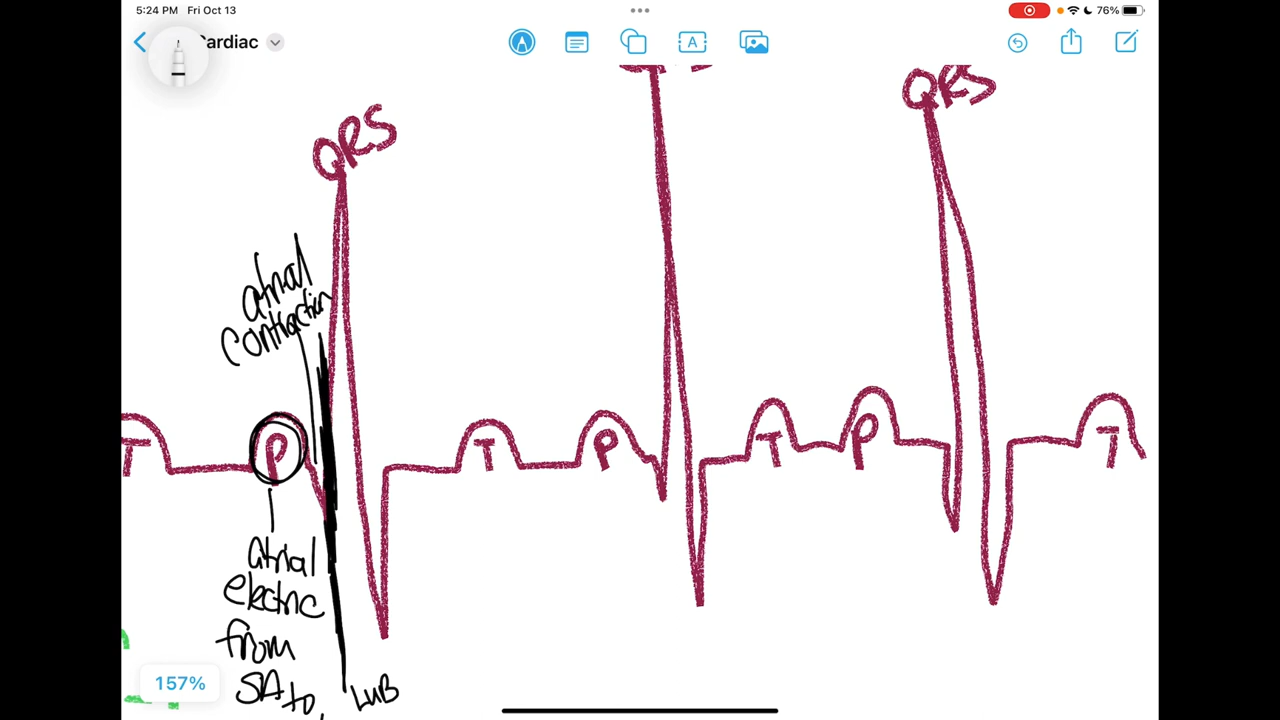 5:24 PM Fri Oct 13
76%
Cardiac
A
QRS
QRS
atrial
contraction
T
P
T
P
T
P
T
atrial
electric
from
SA to
LUB
157%